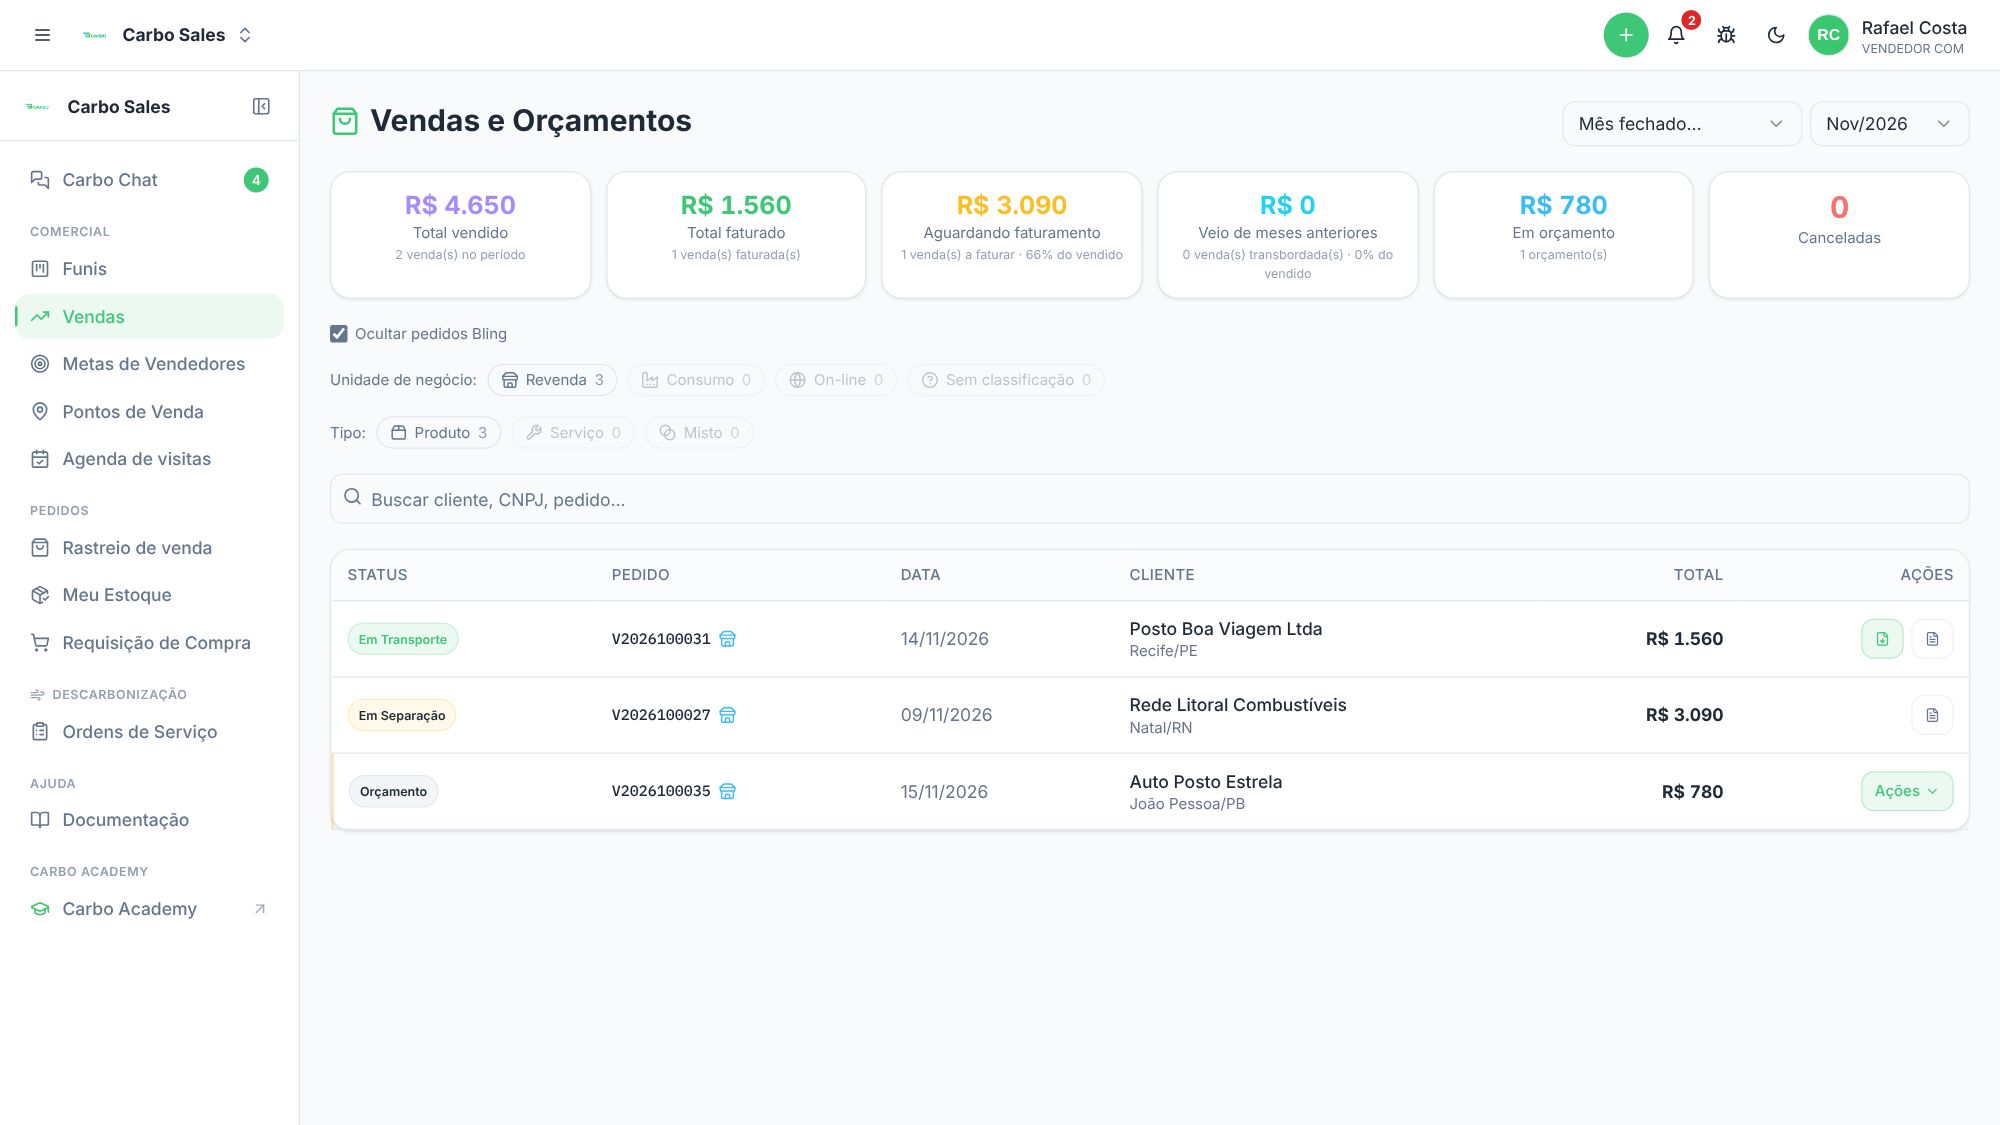 Carbo Sales
2
RC
Rafael Costa
VENDEDOR COM
Carbo Sales
Carbo Chat
4
COMERCIAL
Funis
Vendas
Metas de Vendedores
Pontos de Venda
Agenda de visitas
PEDIDOS
Rastreio de venda
Meu Estoque
Requisição de Compra
DESCARBONIZAÇÃO
Ordens de Serviço
AJUDA
Documentação
CARBO ACADEMY
Carbo Academy
Vendas e Orçamentos
Mês fechado...
Nov/2026
R$ 4.650
Total vendido
2 venda(s) no período
R$ 1.560
Total faturado
1 venda(s) faturada(s)
R$ 3.090
Aguardando faturamento
1 venda(s) a faturar · 66% do vendido
R$ 0
Veio de meses anteriores
0 venda(s) transbordada(s) · 0% do
vendido
R$ 780
Em orçamento
1 orçamento(s)
0
Canceladas
Ocultar pedidos Bling
Unidade de negócio: Revenda 3 Consumo 0 On-line 0 Sem classificação 0
Tipo: Produto 3 Serviço 0 Misto 0
Buscar cliente, CNPJ, pedido...
STATUS PEDIDO DATA CLIENTE TOTAL AÇÕES
Em Transporte V2026100031 14/11/2026 Posto Boa Viagem Ltda R$ 1.560
Recife/PE
Em Separação V2026100027 09/11/2026 Rede Litoral Combustíveis R$ 3.090
Natal/RN
Orçamento V2026100035 15/11/2026 Auto Posto Estrela R$ 780 Ações
João Pessoa/PB